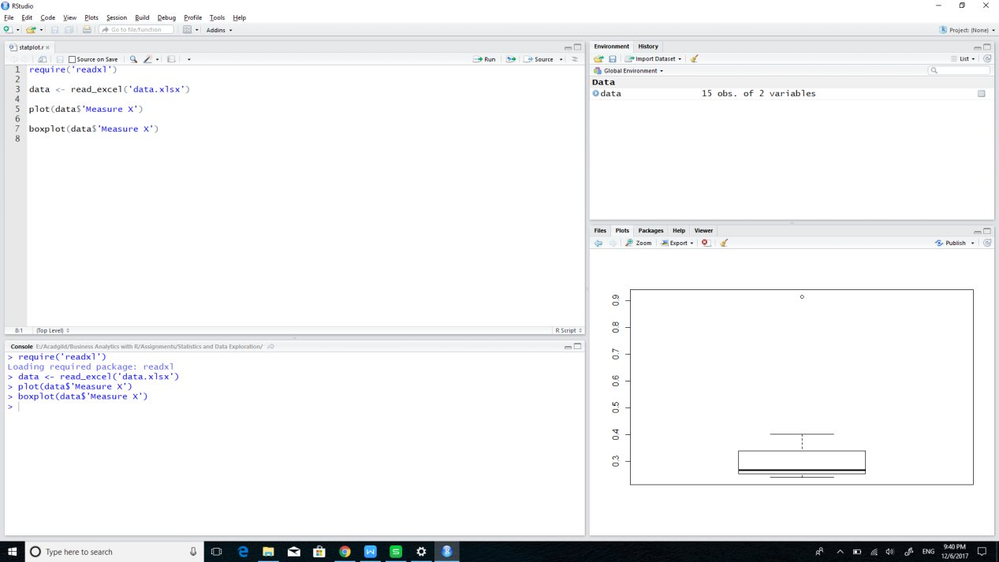 RStudio
File Edit Code View Plots Session Build Debug Profile Tools Help
Go to file/function Addins Project: (None)
statplot.r
Source on Save Run Source
1 require('readxl')
2
3 data <- read_excel('data.xlsx')
4
5 plot(data$'Measure X')
6
7 boxplot(data$'Measure X')
8
8:1 (Top Level) R Script
Console E:/Acadgild/Business Analytics with R/Assignments/Statistics and Data Exploration/
> require('readxl')
Loading required package: readxl
> data <- read_excel('data.xlsx')
> plot(data$'Measure X')
> boxplot(data$'Measure X')
>
Environment History
Import Dataset List
Global Environment
Data
data 15 obs. of 2 variables
Files Plots Packages Help Viewer
Zoom Export Publish
0.9
0.8
0.7
0.6
0.5
0.4
0.3
Type here to search
ENG
9:40 PM
12/6/2017